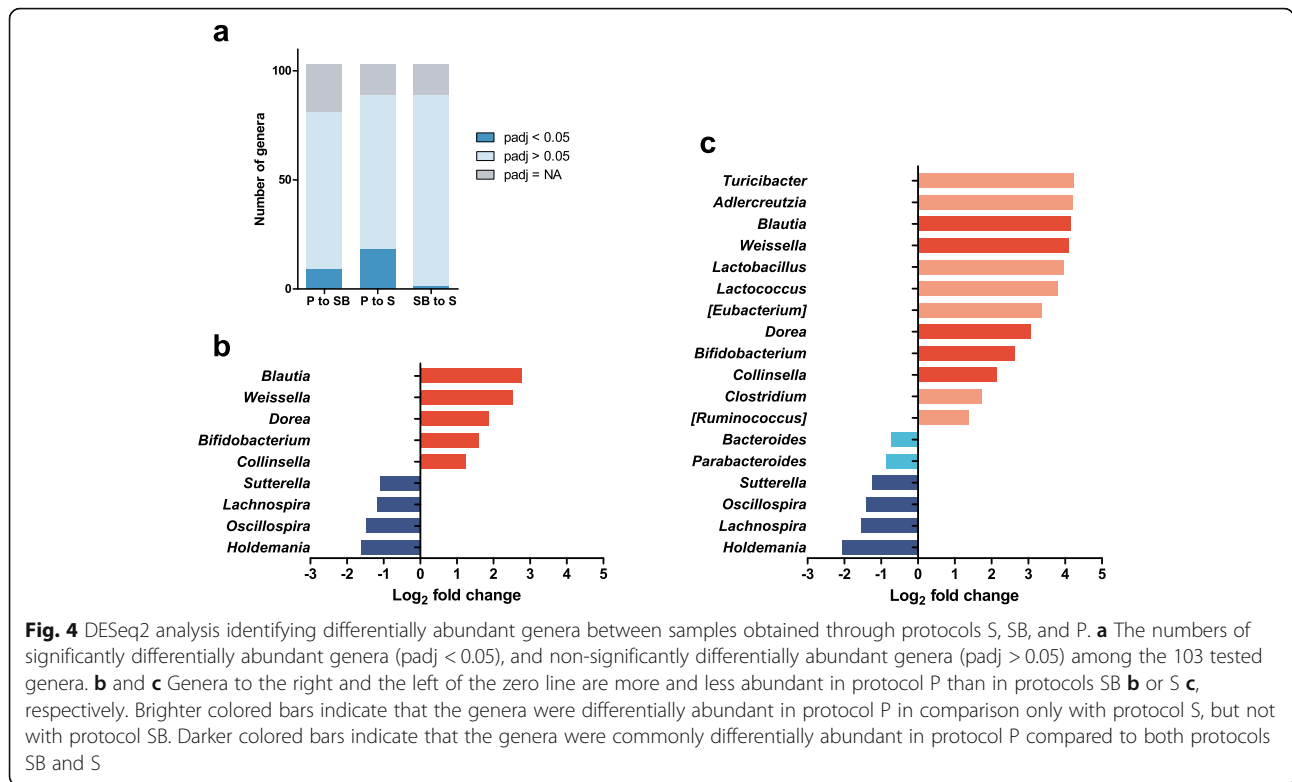 a
Number of genera
100
50
0
P to SB P to S SB to S
padj < 0.05
padj > 0.05
padj = NA
b
Blautia
Weissella
Dorea
Bifidobacterium
Collinsella
Sutterella
Lachnospira
Oscillospira
Holdemania
-3 -2 -1 0 1 2 3 4 5
Log2 fold change
c
Turicibacter
Adlercreutzia
Blautia
Weissella
Lactobacillus
Lactococcus
[Eubacterium]
Dorea
Bifidobacterium
Collinsella
Clostridium
[Ruminococcus]
Bacteroides
Parabacteroides
Sutterella
Oscillospira
Lachnospira
Holdemania
-3 -2 -1 0 1 2 3 4 5
Log2 fold change
Fig. 4 DESeq2 analysis identifying differentially abundant genera between samples obtained through protocols S, SB, and P. a The numbers of
significantly differentially abundant genera (padj < 0.05), and non-significantly differentially abundant genera (padj > 0.05) among the 103 tested
genera. b and c Genera to the right and the left of the zero line are more and less abundant in protocol P than in protocols SB b or S c,
respectively. Brighter colored bars indicate that the genera were differentially abundant in protocol P in comparison only with protocol S, but not
with protocol SB. Darker colored bars indicate that the genera were commonly differentially abundant in protocol P compared to both protocols
SB and S